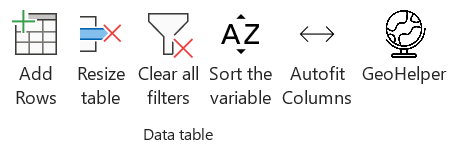 AZ
Add Rows
Resize table
Clear all filters
Sort the variable
Autofit Columns
GeoHelper
Data table